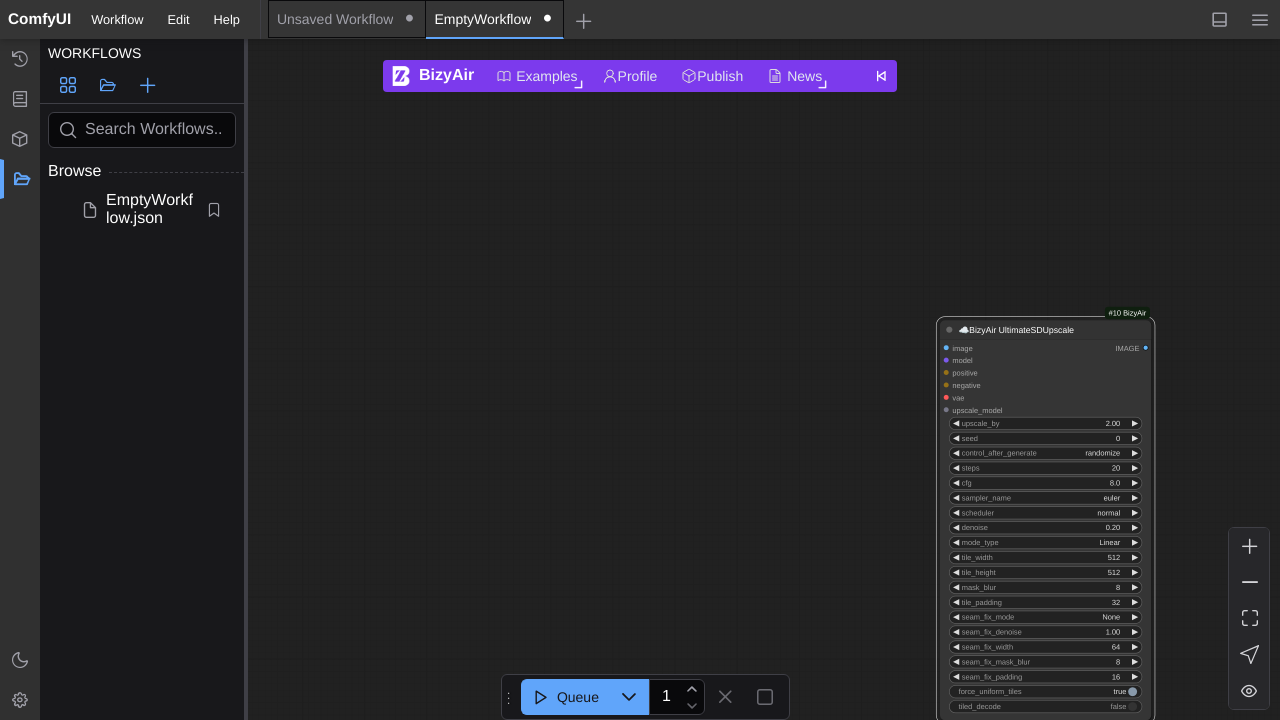 ComfyUI
Workflow
Edit
Help
Unsaved Workflow
EmptyWorkflow
WORKFLOWS
Search Workflows..
Browse
EmptyWorkf
low.json
BizyAir
Examples
Profile
Publish
News
#10 BizyAir
BizyAir UltimateSDUpscale
image
IMAGE
model
positive
negative
vae
upscale_model
upscale_by 2.00
seed 0
control_after_generate randomize
steps 20
cfg 8.0
sampler_name euler
scheduler normal
denoise 0.20
mode_type Linear
tile_width 512
tile_height 512
mask_blur 8
tile_padding 32
seam_fix_mode None
seam_fix_denoise 1.00
seam_fix_width 64
seam_fix_mask_blur 8
seam_fix_padding 16
force_uniform_tiles true
tiled_decode false
Queue
1